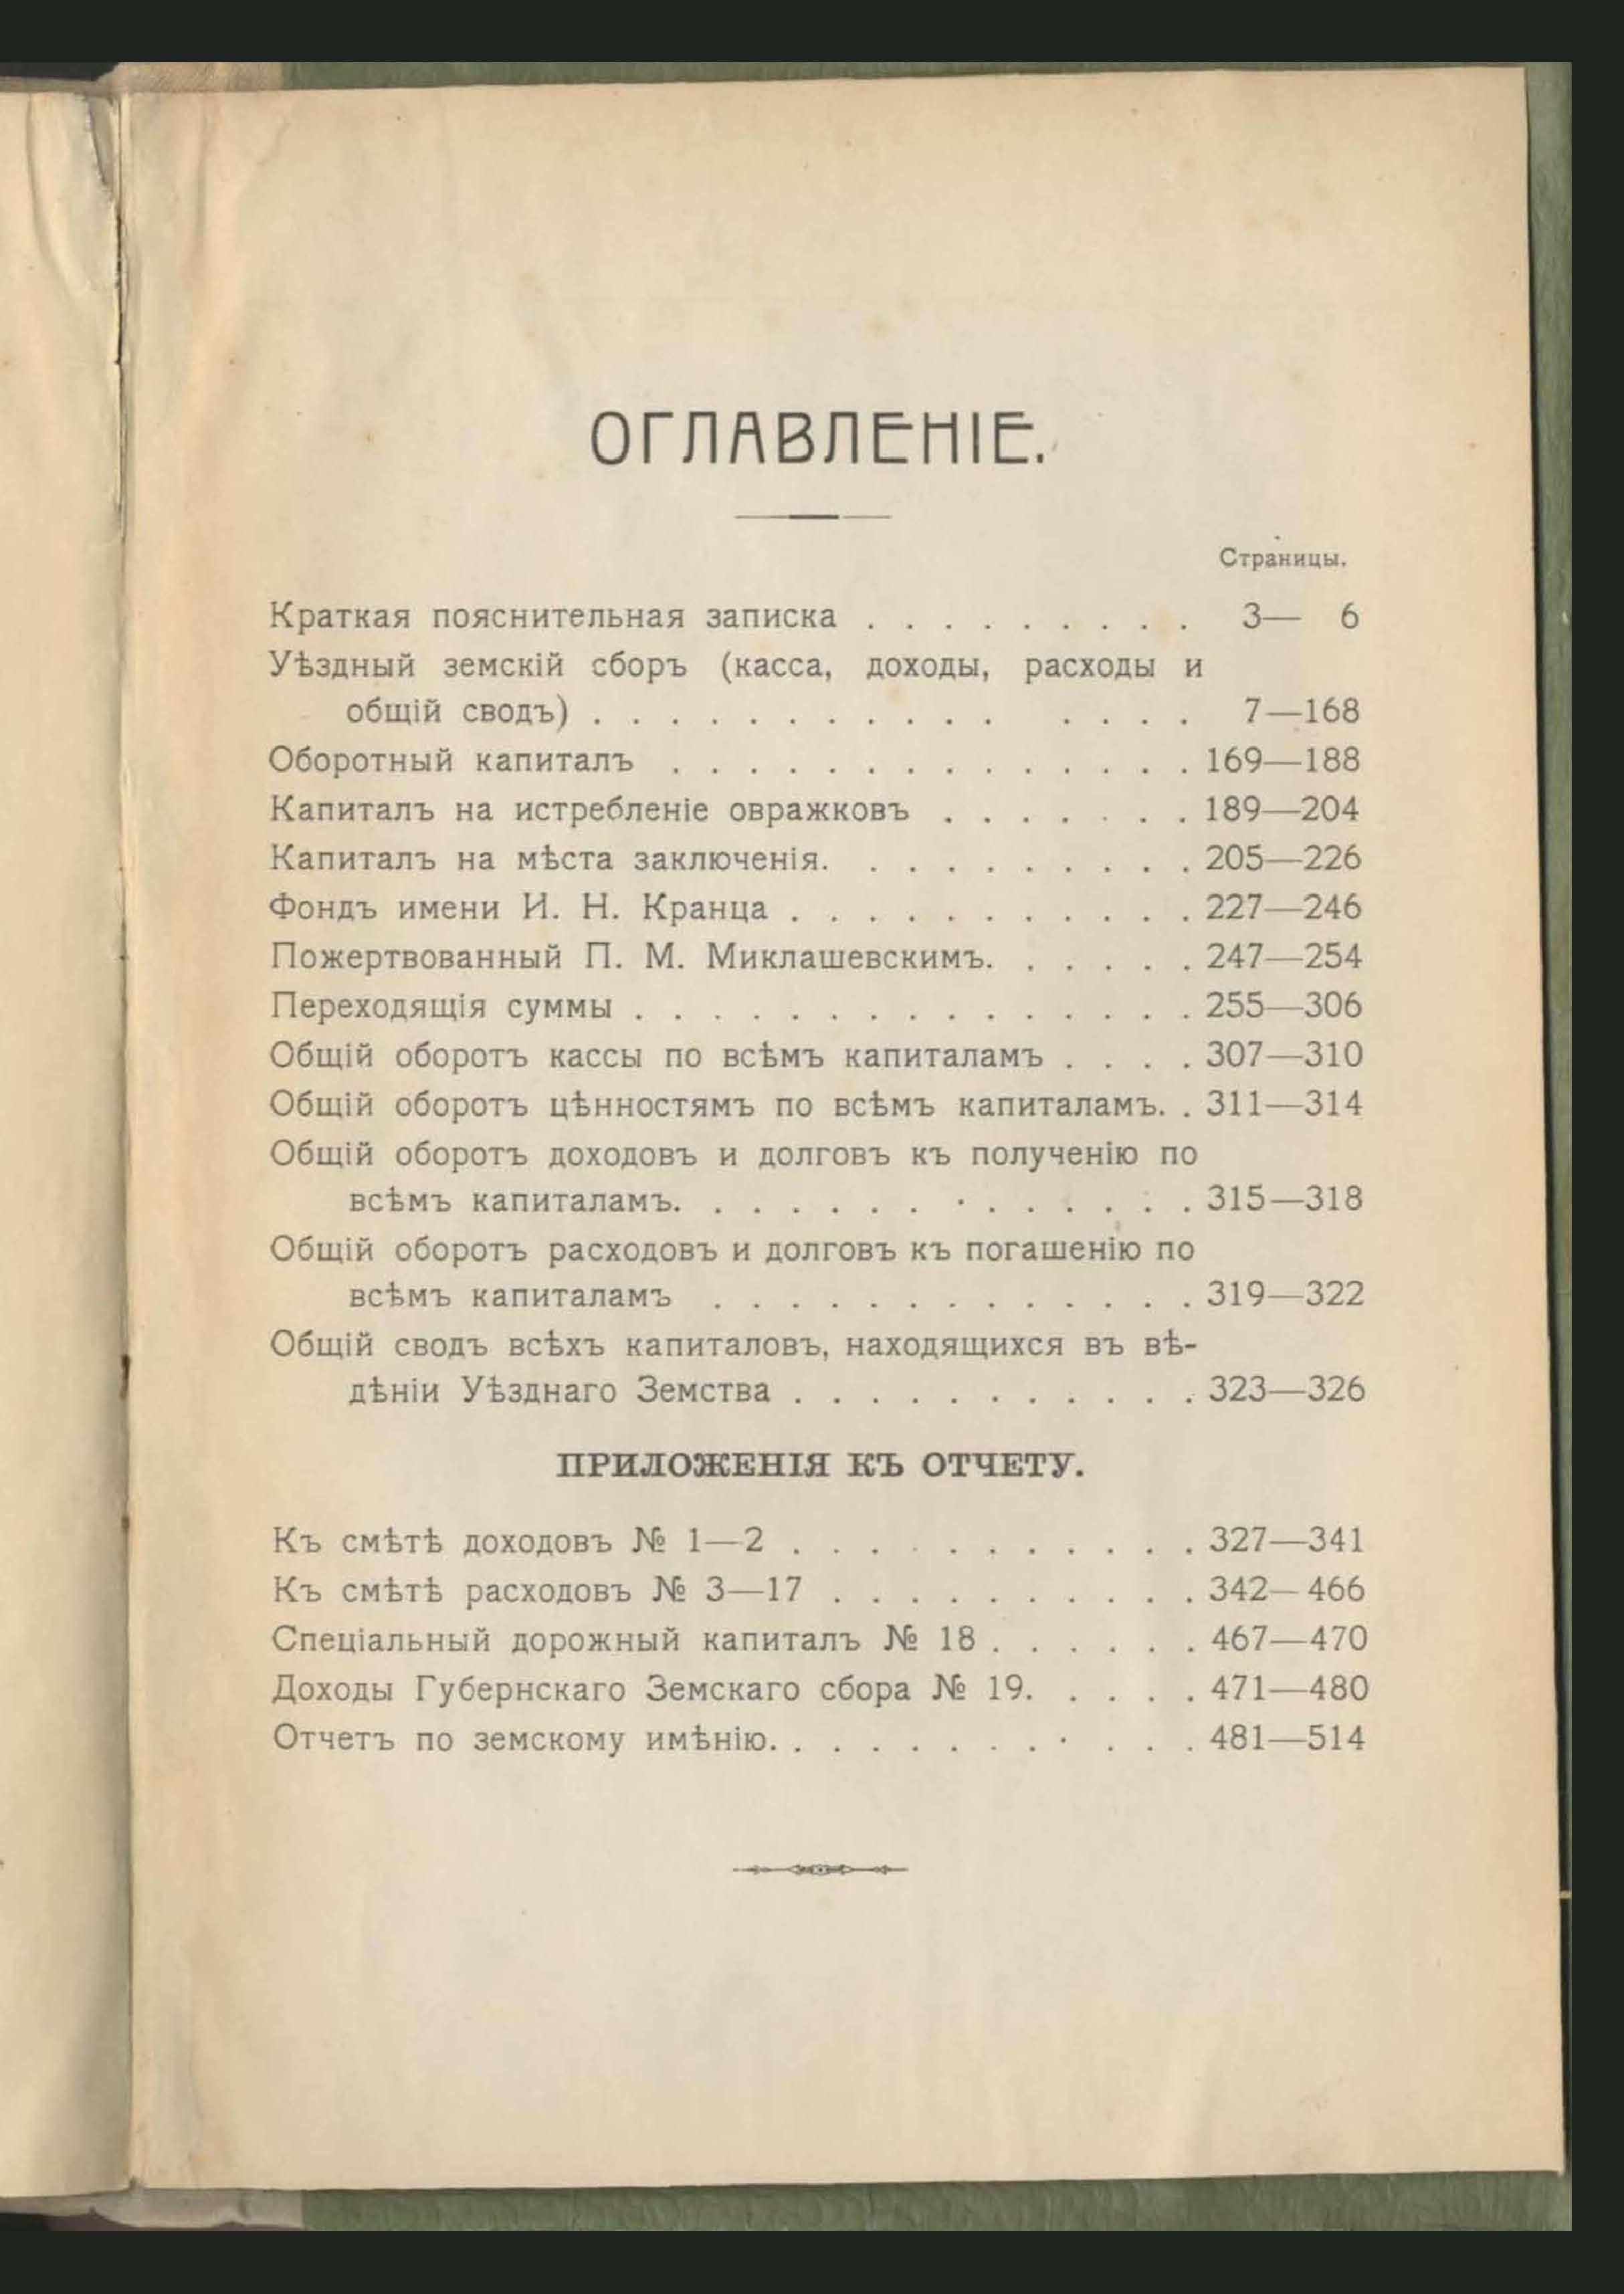 ОГЛАВЛЕНІЕ.
Страницы.
Краткая пояснительная записка . . . . . . . . . 3— 6
Уѣздный земскій сборъ (касса, доходы, расходы и
общій сводъ) . . . . . . . . . . . . . . . 7—168
Оборотный капиталъ . . . . . . . . . . . . . . 169—188
Капиталъ на истребленіе овражковъ . . . . . . . 189—204
Капиталъ на мѣста заключенія. . . . . . . . . . 205—226
Фондъ имени И. Н. Кранца . . . . . . . . . . . 227—246
Пожертвованный П. М. Миклашевскимъ. . . . . . 247—254
Переходящія суммы . . . . . . . . . . . . . . . 255—306
Общій оборотъ кассы по всѣмъ капиталамъ . . . . 307—310
Общій оборотъ цѣнностямъ по всѣмъ капиталамъ. . 311—314
Общій оборотъ доходовъ и долговъ къ полученію по
всѣмъ капиталамъ. . . . . . . . . . . . . . 315—318
Общій оборотъ расходовъ и долговъ къ погашенію по
всѣмъ капиталамъ . . . . . . . . . . . . . 319—322
Общій сводъ всѣхъ капиталовъ, находящихся въ вѣ-
дѣніи Уѣзднаго Земства . . . . . . . . . . . 323—326
ПРИЛОЖЕНІЯ КЪ ОТЧЕТУ.
Къ смѣтѣ доходовъ № 1—2 . . . . . . . . . . . 327—341
Къ смѣтѣ расходовъ № 3—17 . . . . . . . . . . 342—466
Спеціальный дорожный капиталъ № 18 . . . . . . 467—470
Доходы Губернскаго Земскаго сбора № 19. . . . . 471—480
Отчетъ по земскому имѣнію. . . . . . . . . . . . 481—514